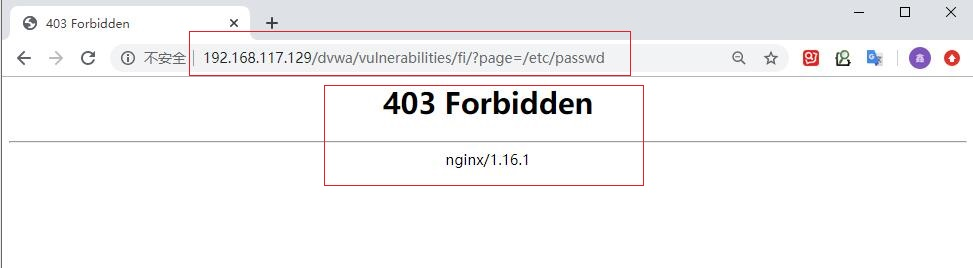 403 Forbidden
不安全 192.168.117.129/dvwa/vulnerabilities/fi/?page=/etc/passwd
403 Forbidden
nginx/1.16.1